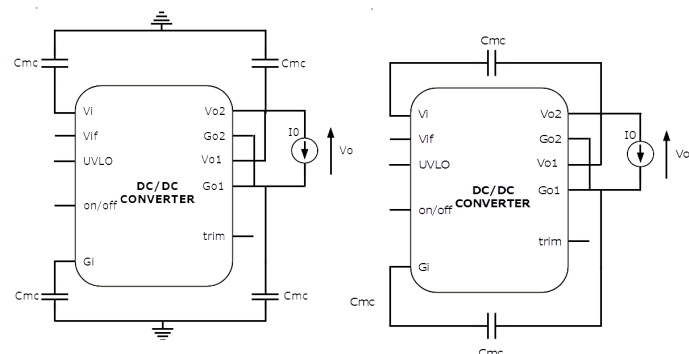 Cmc
Cmc
Vi
Vif
UVLO
on/off
Gi
DC/DC
CONVERTER
Vo2
Go2
Vo1
Go1
trim
I0
Vo
Cmc
Cmc
Cmc
Vi
Vif
UVLO
on/off
Gi
DC/DC
CONVERTER
Vo2
Go2
Vo1
Go1
trim
I0
Vo
Cmc
Cmc